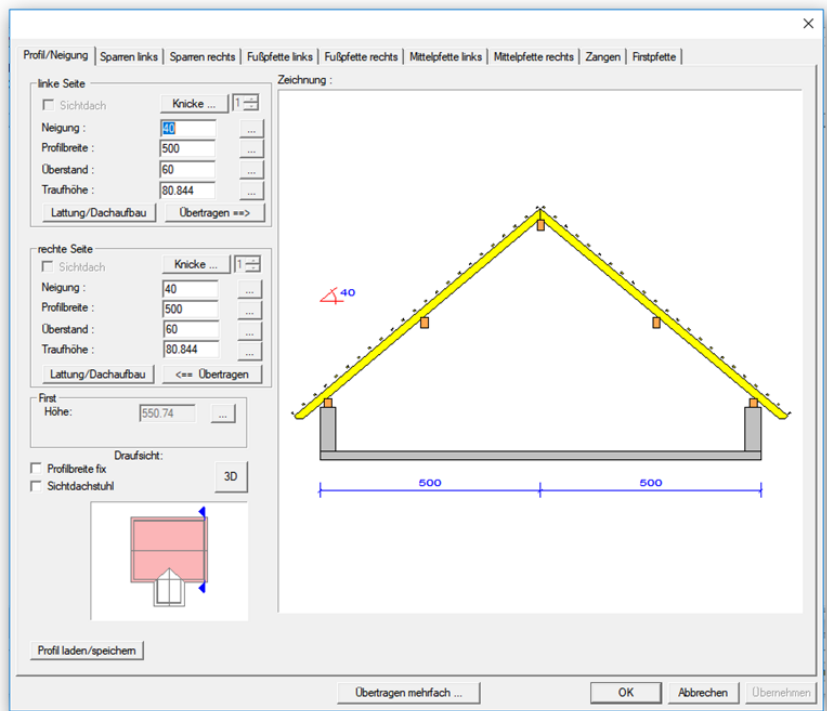 Profil/Neigung Sparren links Sparren rechts Fußpfette links Fußpfette rechts Mittelpfette links Mittelpfette rechts Zangen Firstpfette
linke Seite
Sichtdach Knicke ... 1
Neigung : 40 ...
Profilbreite : 500 ...
Überstand : 60 ...
Traufhöhe : 80.844 ...
Lattung/Dachaufbau Übertragen ==>
rechte Seite
Sichtdach Knicke ... 1
Neigung : 40 ...
Profilbreite : 500 ...
Überstand : 60 ...
Traufhöhe : 80.844 ...
Lattung/Dachaufbau <== Übertragen
First
Höhe: 550.74 ...
Draufsicht:
Profilbreite fix
Sichtdachstuhl
3D
Profil laden/speichern
Zeichnung :
40
500 500
Übertragen mehrfach ... OK Abbrechen Übernehmen